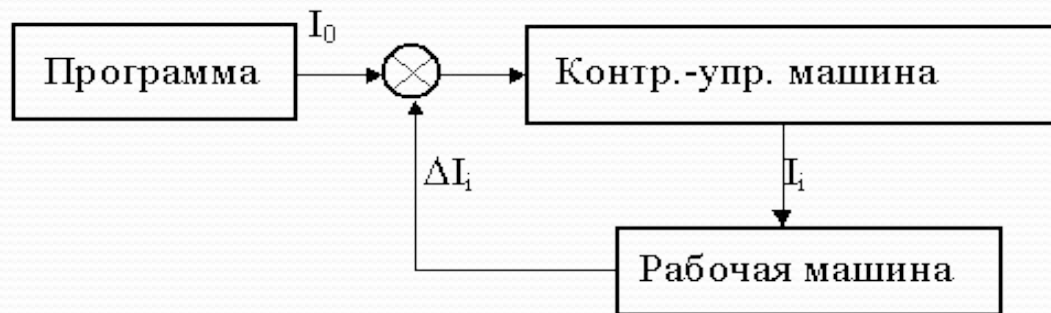 I₀
Программа
Контр.-упр. машина
ΔIᵢ
Iᵢ
Рабочая машина